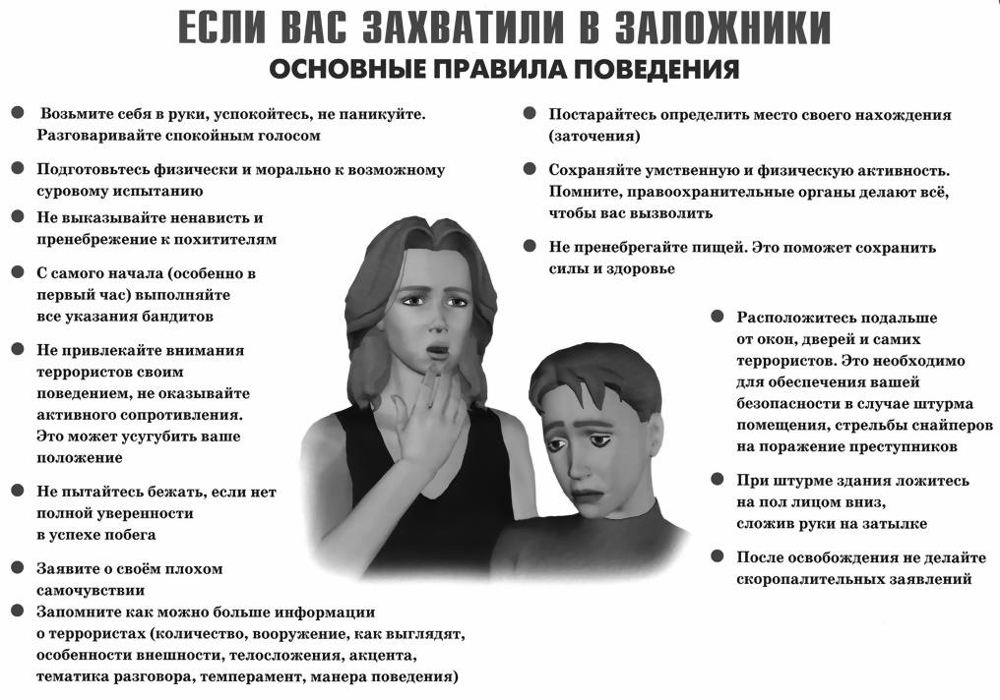 ЕСЛИ ВАС ЗАХВАТИЛИ В ЗАЛОЖНИКИ
ОСНОВНЫЕ ПРАВИЛА ПОВЕДЕНИЯ
Возьмите себя в руки, успокойтесь, не паникуйте.
Разговаривайте спокойным голосом
Подготовьтесь физически и морально к возможному
суровому испытанию
Не выказывайте ненависть и
пренебрежение к похитителям
С самого начала (особенно в
первый час) выполняйте
все указания бандитов
Не привлекайте внимания
террористов своим
поведением, не оказывайте
активного сопротивления.
Это может усугубить ваше
положение
Не пытайтесь бежать, если нет
полной уверенности
в успехе побега
Заявите о своём плохом
самочувствии
Запомните как можно больше информации
о террористах (количество, вооружение, как выглядят,
особенности внешности, телосложения, акцента,
тематика разговора, темперамент, манера поведения)
Постарайтесь определить место своего нахождения
(заточения)
Сохраняйте умственную и физическую активность.
Помните, правоохранительные органы делают всё,
чтобы вас вызволить
Не пренебрегайте пищей. Это поможет сохранить
силы и здоровье
Расположитесь подальше
от окон, дверей и самих
террористов. Это необходимо
для обеспечения вашей
безопасности в случае штурма
помещения, стрельбы снайперов
на поражение преступников
При штурме здания ложитесь
на пол лицом вниз,
сложив руки на затылке
После освобождения не делайте
скоропалительных заявлений